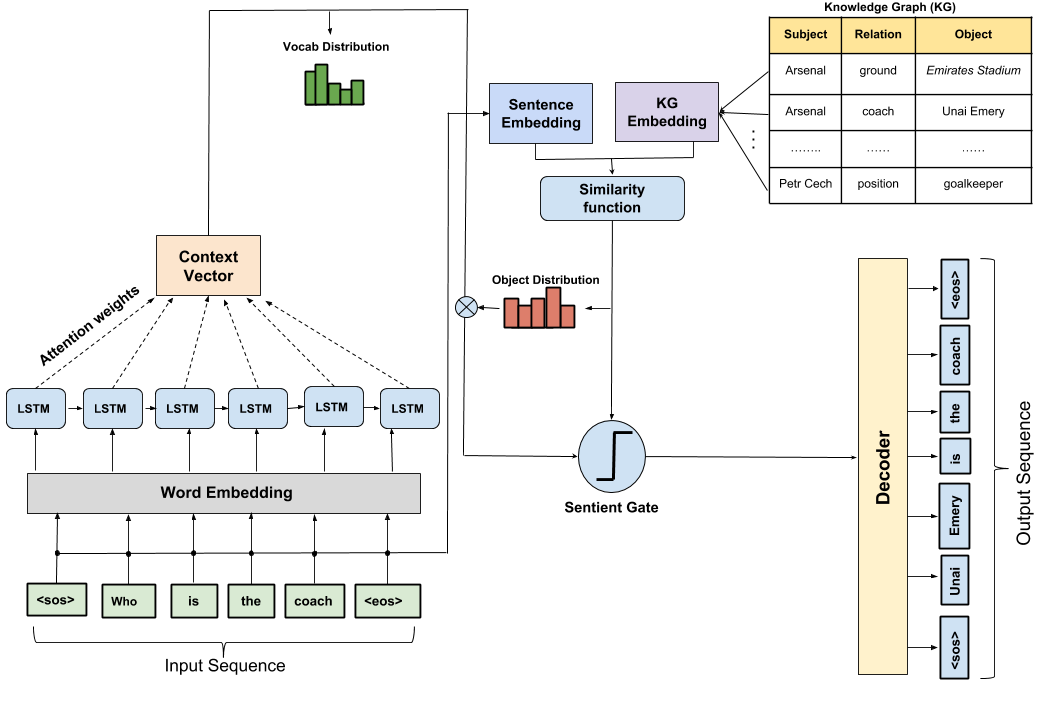 Knowledge Graph (KG)
Subject Relation Object
Arsenal ground Emirates Stadium
Arsenal coach Unai Emery
........ ...... ......
Petr Cech position goalkeeper
Vocab Distribution
Sentence
Embedding
KG
Embedding
Similarity
function
Context
Vector
Object Distribution
Attention weights
LSTM LSTM LSTM LSTM LSTM LSTM
Word Embedding
Sentient Gate
<sos> Who is the coach <eos>
Input Sequence
Decoder
<eos>
coach
the
is
Emery
Unai
<sos>
Output Sequence